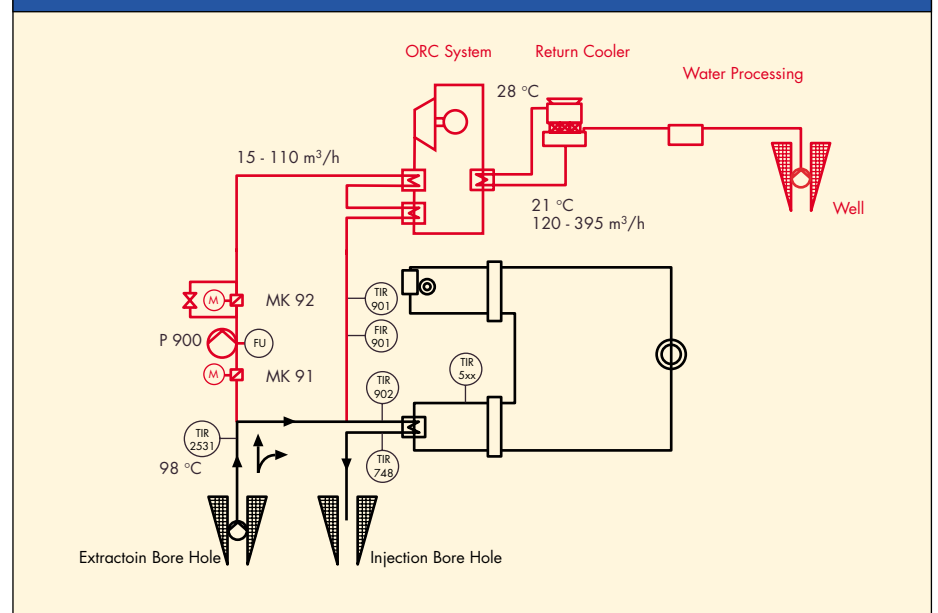 ORC System
Return Cooler
Water Processing
28 °C
15 - 110 m³/h
21 °C
120 - 395 m³/h
Well
M
MK 92
TIR
901
P 900
FU
FIR
901
M
MK 91
TIR
5xx
TIR
902
TIR
2531
98 °C
TIR
748
Extractoin Bore Hole
Injection Bore Hole